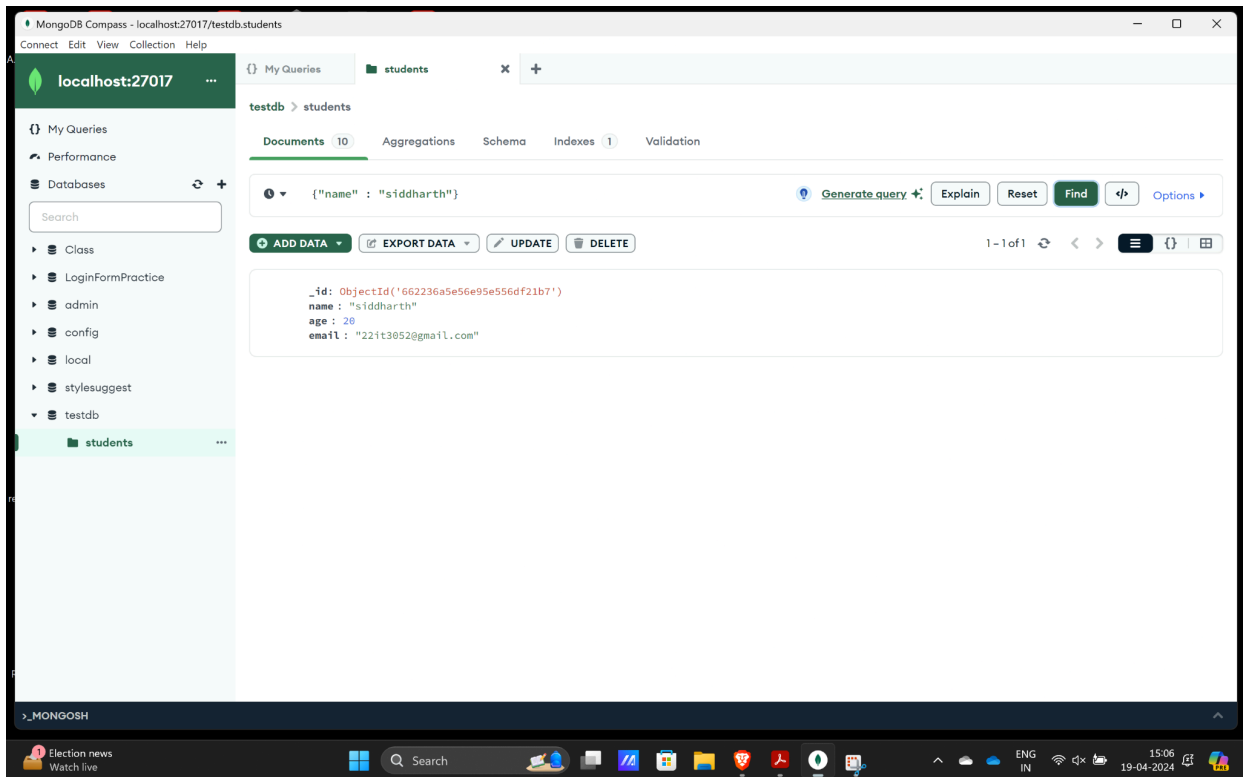 MongoDB Compass - localhost:27017/testdb.students
Connect Edit View Collection Help
localhost:27017 ...
{} My Queries
students
testdb > students
{} My Queries
Performance
Databases
Search
Class
LoginFormPractice
admin
config
local
stylesuggest
testdb
students ...
Documents 10 Aggregations Schema Indexes 1 Validation
{"name" : "siddharth"} Generate query Explain Reset Find </> Options
ADD DATA EXPORT DATA UPDATE DELETE 1 – 1 of 1 {}
_id: ObjectId('662236a5e56e95e556df21b7')
name : "siddharth"
age : 20
email : "22it3052@gmail.com"
>_MONGOSH
1 Election news
Watch live
Search
ENG
IN
15:06
19-04-2024
PRE